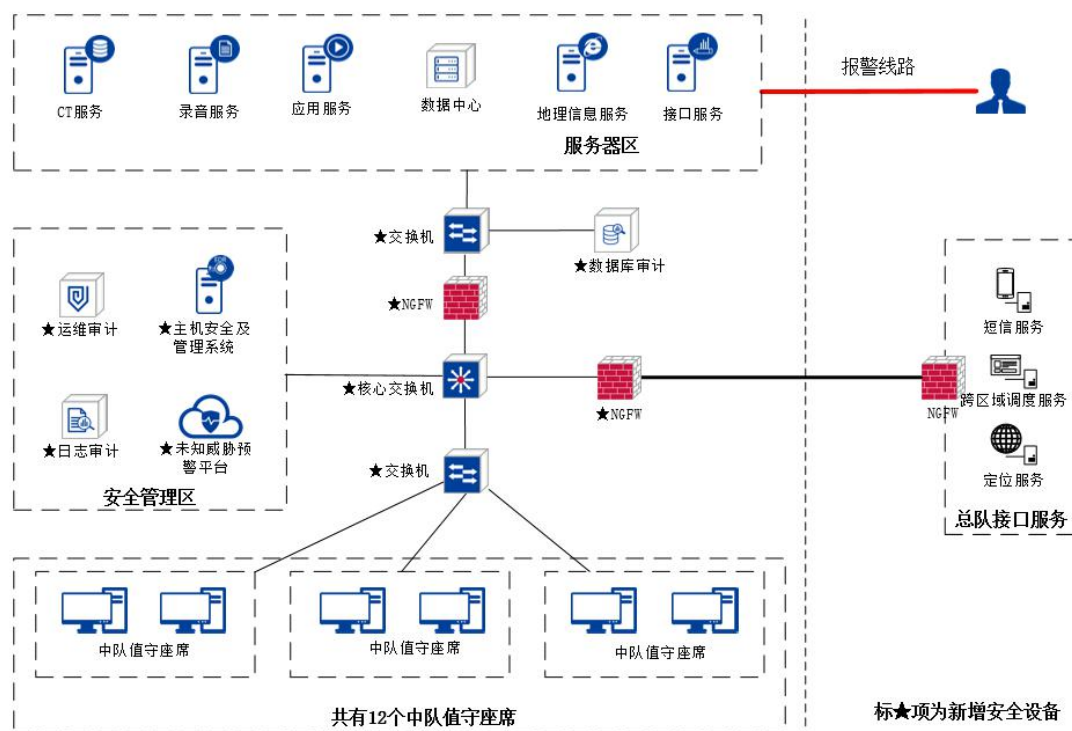 CT服务
录音服务
应用服务
数据中心
地理信息服务
接口服务
服务器区
报警线路
★交换机
★数据库审计
★NGFW
★运维审计
★主机安全及
管理系统
★核心交换机
★NGFW
NGFW
短信服务
跨区域调度服务
定位服务
总队接口服务
★日志审计
★未知威胁预
警平台
安全管理区
★交换机
中队值守座席
中队值守座席
中队值守座席
共有12个中队值守座席
标★项为新增安全设备